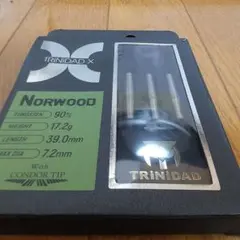 TRINIDAD-X
NORWOOD
TUNGSTEN 90%
WEIGHT 17.2g
LENGTH 39.0mm
MAX DIA 7.2mm
With
CONDOR TIP
TRINIDAD